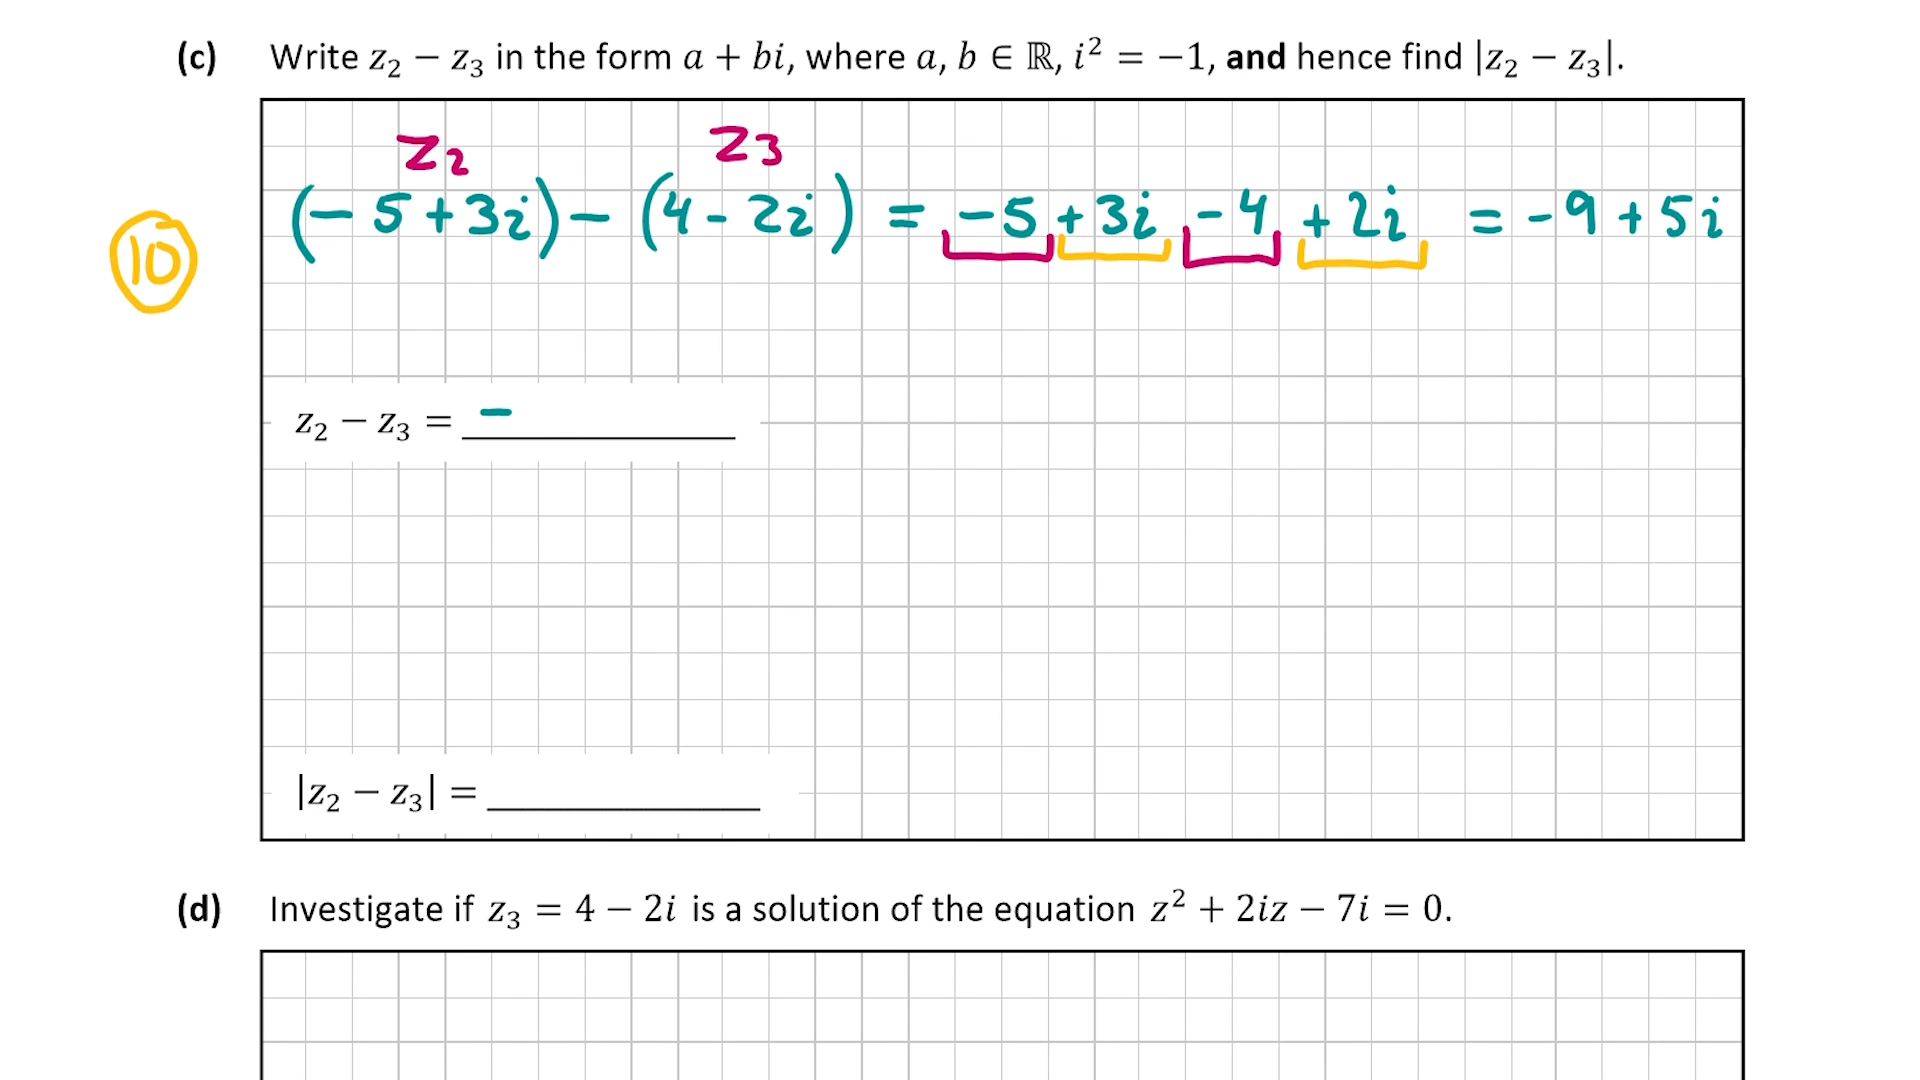 (c) Write z₂ − z₃ in the form a + bi, where a, b ∈ ℝ, i² = −1, and hence find |z₂ − z₃|.
z₂ z₃
(−5+3i)−(4−2i) = −5+3i−4+2i = −9+5i
10
z₂ − z₃ = −
|z₂ − z₃| =
(d) Investigate if z₃ = 4 − 2i is a solution of the equation z² + 2iz − 7i = 0.